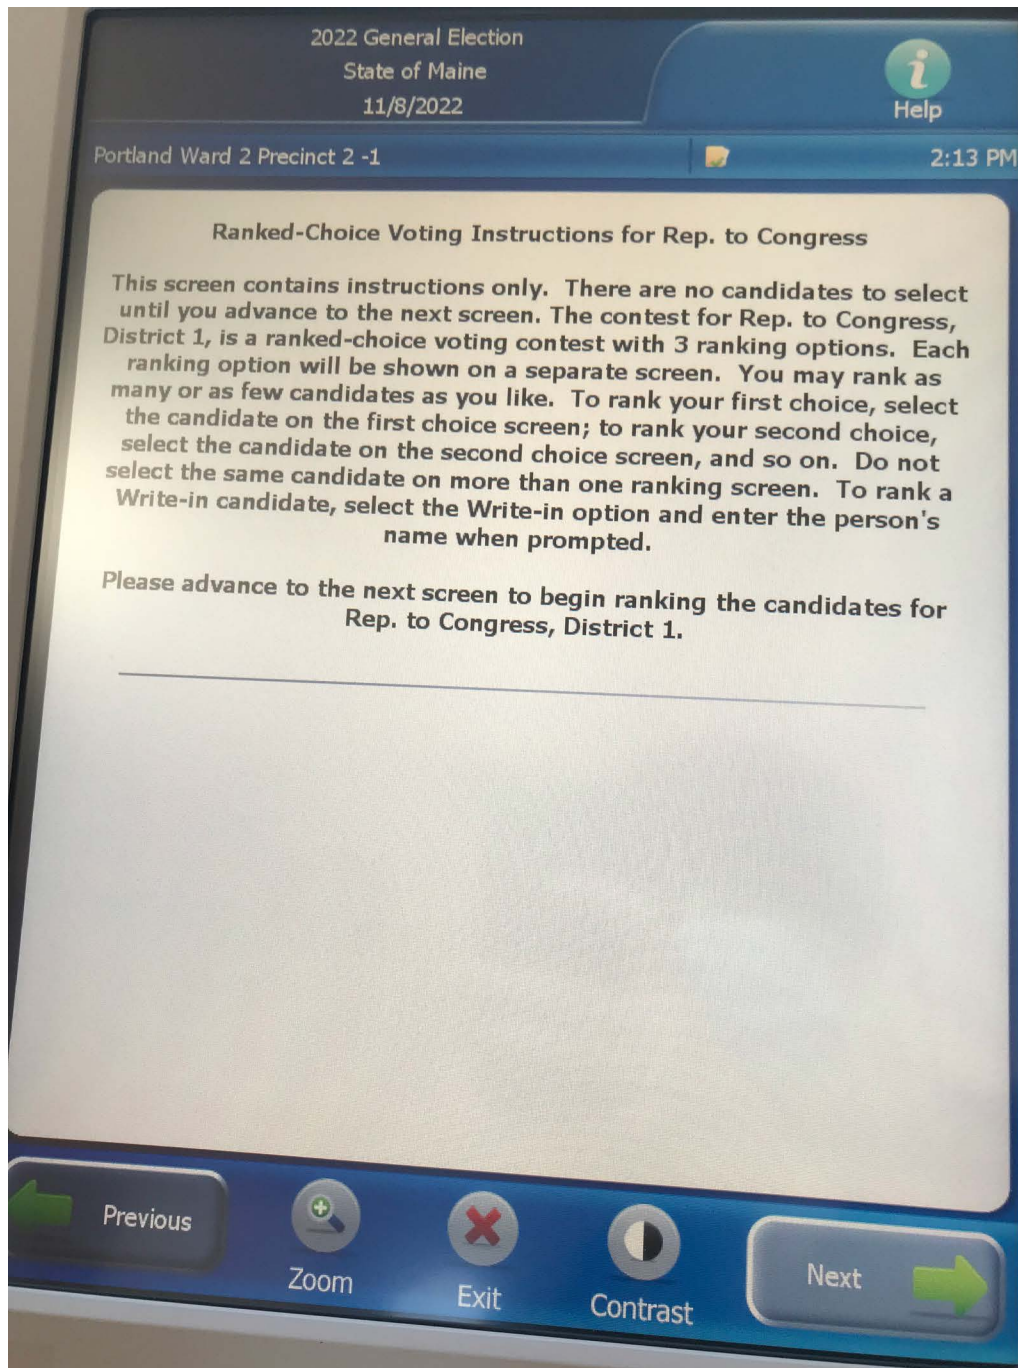 2022 General Election
State of Maine
11/8/2022
Help
Portland Ward 2 Precinct 2 -1
2:13 PM
Ranked-Choice Voting Instructions for Rep. to Congress
This screen contains instructions only.  There are no candidates to select
until you advance to the next screen. The contest for Rep. to Congress,
District 1, is a ranked-choice voting contest with 3 ranking options.  Each
ranking option will be shown on a separate screen.  You may rank as
many or as few candidates as you like.  To rank your first choice, select
the candidate on the first choice screen; to rank your second choice,
select the candidate on the second choice screen, and so on.  Do not
select the same candidate on more than one ranking screen.  To rank a
Write-in candidate, select the Write-in option and enter the person's
name when prompted.
Please advance to the next screen to begin ranking the candidates for
Rep. to Congress, District 1.
Previous
Zoom
Exit
Contrast
Next